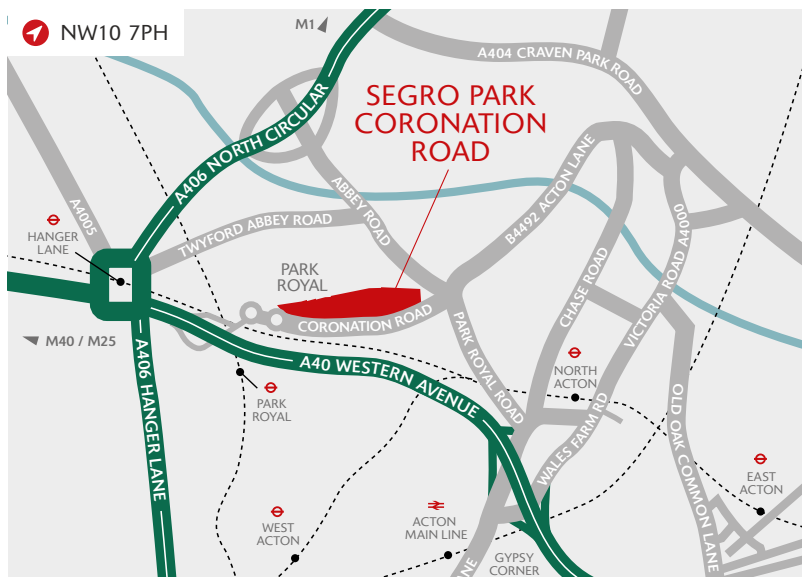 NW10 7PH
M1
A404 CRAVEN PARK ROAD
SEGRO PARK
CORONATION
ROAD
A406 NORTH CIRCULAR
A4005
ABBEY ROAD
B4492 ACTON LANE
HANGER
LANE
TWYFORD ABBEY ROAD
VICTORIA ROAD A4000
PARK
ROYAL
CHASE ROAD
CORONATION ROAD
M40 / M25
A406 HANGER LANE
A40 WESTERN AVENUE
PARK ROYAL ROAD
NORTH
ACTON
PARK
ROYAL
WALES FARM RD
OLD OAK COMMON LANE
EAST
ACTON
WEST
ACTON
ACTON
MAIN LINE
GYPSY
CORNER
NE